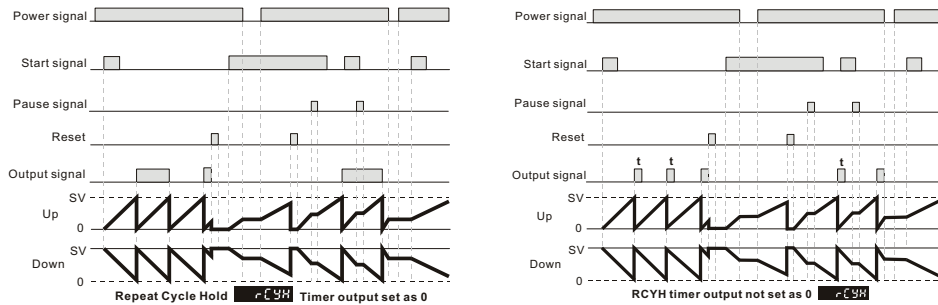 Power signal
Start signal
Pause signal
Reset
Output signal
SV
Up
0
SV
Down
0
Repeat Cycle Hold rCYH Timer output set as 0
Power signal
Start signal
Pause signal
Reset
t t t
Output signal
SV
Up
0
SV
Down
0
RCYH timer output not set as 0 rCYH